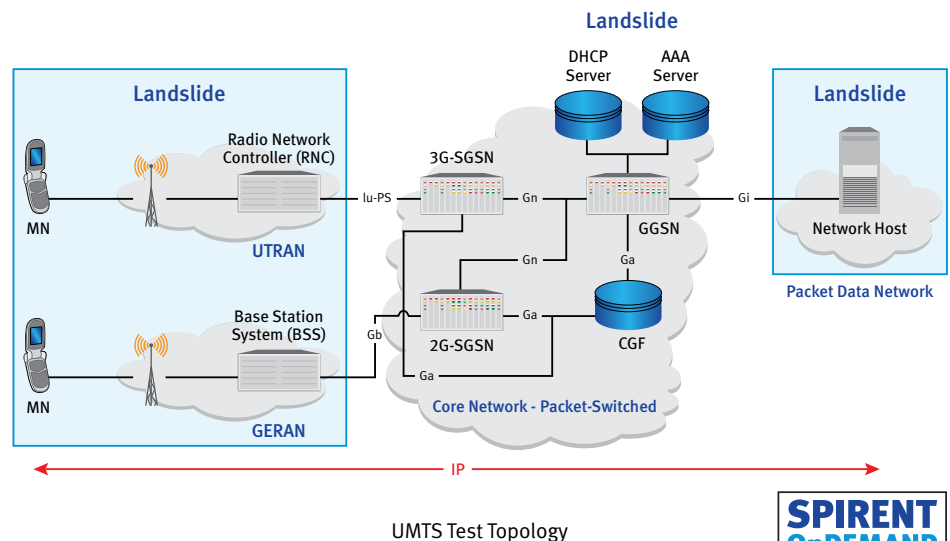 Landslide
DHCP
Server
AAA
Server
Landslide
Landslide
Radio Network
Controller (RNC)
3G-SGSN
MN
Iu-PS
Gn
GGSN
Gi
Network Host
UTRAN
Gn
Ga
Packet Data Network
Base Station
System (BSS)
Gb
2G-SGSN
Ga
CGF
MN
Ga
Core Network - Packet-Switched
GERAN
IP
UMTS Test Topology
SPIRENT
OnDEMAND